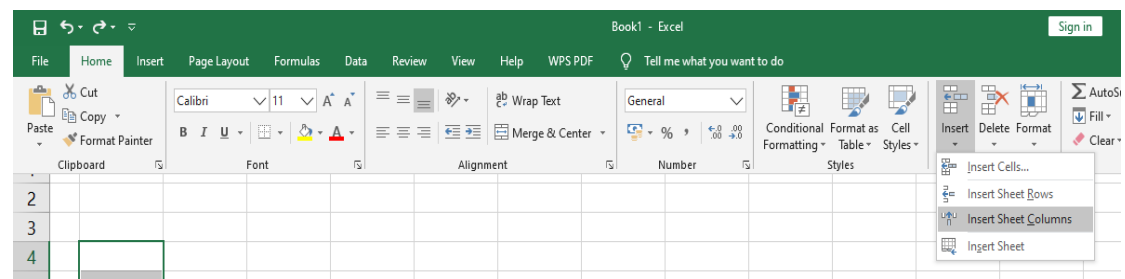 Book1 - Excel
Sign in
File Home Insert Page Layout Formulas Data Review View Help WPS PDF Tell me what you want to do
Paste
Cut
Copy
Format Painter
Clipboard
Calibri 11 A A
B I U A
Font
ab Wrap Text
Merge & Center
Alignment
General
% , .00
Number
Conditional Formatting
Format as Table
Cell Styles
Styles
Insert Delete Format
Σ AutoSu
Fill
Clear
Insert Cells...
Insert Sheet Rows
Insert Sheet Columns
Insert Sheet
2
3
4